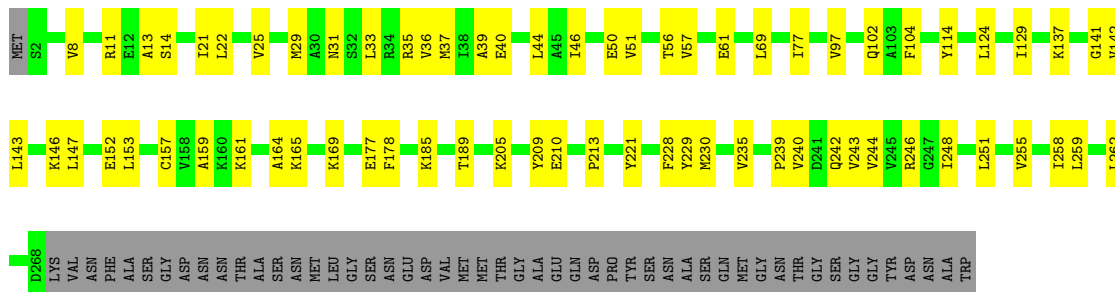 MET S2 V8 R11 E12 A13 S14 I21 L22 V25 M29 A30 N31 S32 L33 R34 R35 V36 M37 I38 A39 E40 L44 A45 I46 E50 V51 T56 V57 E61 L69 I77 V97 Q102 A103 F104 Y114 L124 I129 K137 G141
L143 K146 L147 E152 L153 C157 V158 A159 K160 K161 A164 K165 K169 E177 F178 K185 T189 K205 Y209 E210 P213 Y221 F228 Y229 M230 V235 P239 V240 D241 Q242 V243 V244 V245 R246 G247 I248 L251 V255 I258 L259
D268 LYS VAL ASN PHE ALA SER GLY ASP ASN ASN THR ALA SER ASN MET LEU GLY SER ASN GLU ASP VAL MET MET THR GLY ALA GLU GLN ASP PRO TYR SER ASN ALA SER GLN MET GLY ASN THR GLY SER GLY GLY TYR ASP ASN ALA TRP